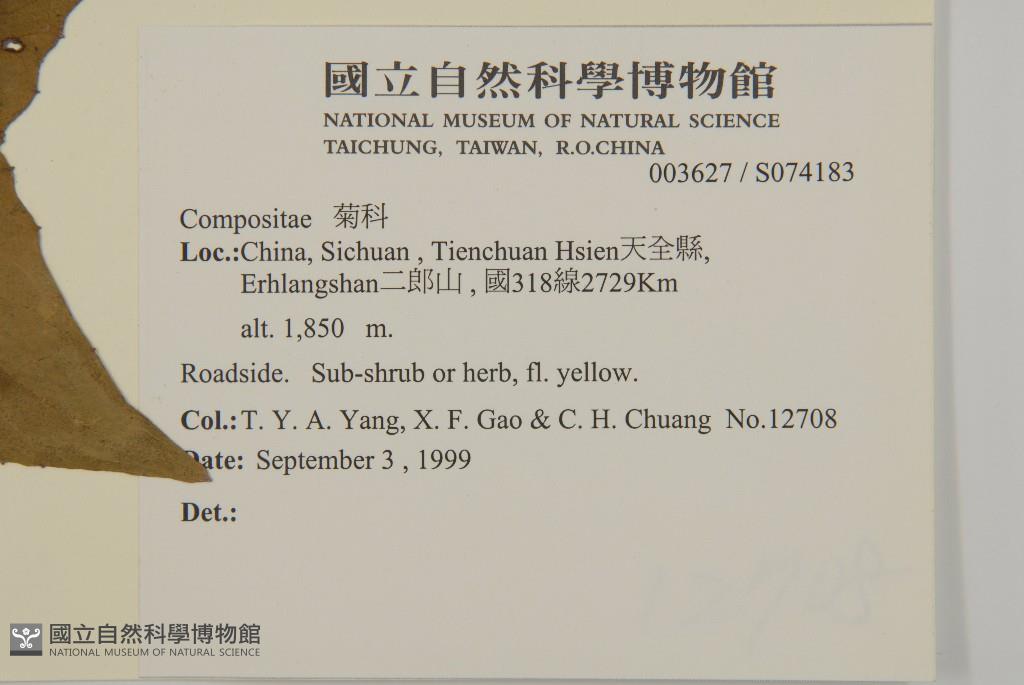 國立自然科學博物館
NATIONAL MUSEUM OF NATURAL SCIENCE
TAICHUNG, TAIWAN, R.O.CHINA
003627 / S074183
Compositae 菊科
Loc.:China, Sichuan , Tienchuan Hsien天全縣,
Erhlangshan二郎山 , 國318線2729Km
alt. 1,850 m.
Roadside. Sub-shrub or herb, fl. yellow.
Col.:T. Y. A. Yang, X. F. Gao & C. H. Chuang No.12708
Date: September 3 , 1999
Det.:
國立自然科學博物館
NATIONAL MUSEUM OF NATURAL SCIENCE